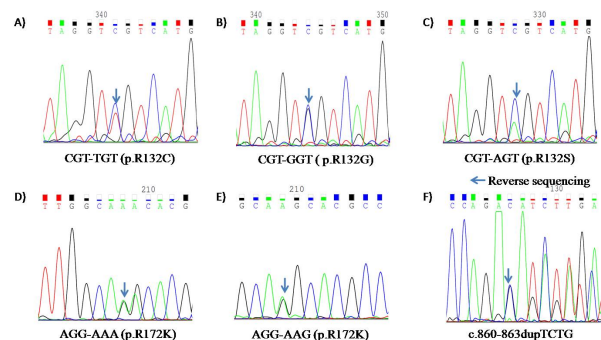 A) 340
T A G G T C G T C A T G
CGT-TGT (p.R132C)
B) 340 350
T A G G T C G T C A T G
CGT-GGT ( p.R132G)
C) 330
T A G G T C G T C A T G
CGT-AGT (p.R132S)
← Reverse sequencing
D) 210
T T G G C A A A C A C G
AGG-AAA (p.R172K)
E) 210
G C A A G C A C G C C
AGG-AAG (p.R172K)
F) 130
C C A G A C A T C T T G A
c.860-863dupTCTG